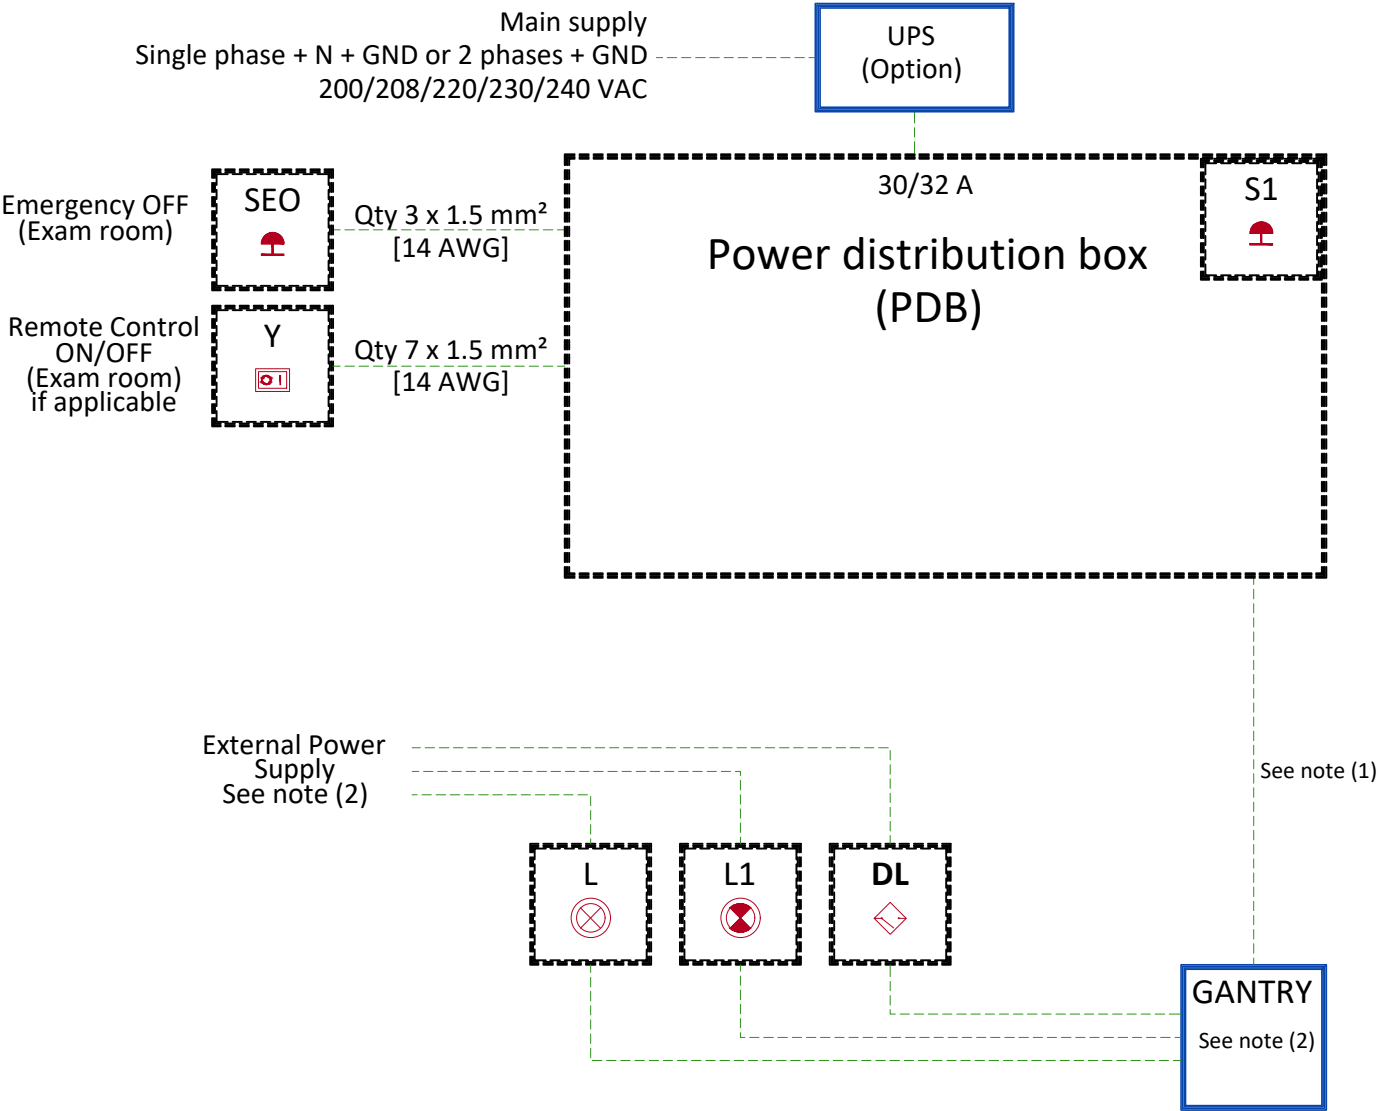 Main supply
Single phase + N + GND or 2 phases + GND
200/208/220/230/240 VAC
UPS
(Option)
30/32 A
Power distribution box
(PDB)
S1
Emergency OFF
(Exam room)
SEO
Qty 3 x 1.5 mm²
[14 AWG]
Remote Control
ON/OFF
(Exam room)
if applicable
Y
Qty 7 x 1.5 mm²
[14 AWG]
External Power
Supply
See note (2)
See note (1)
L
L1
DL
GANTRY
See note (2)